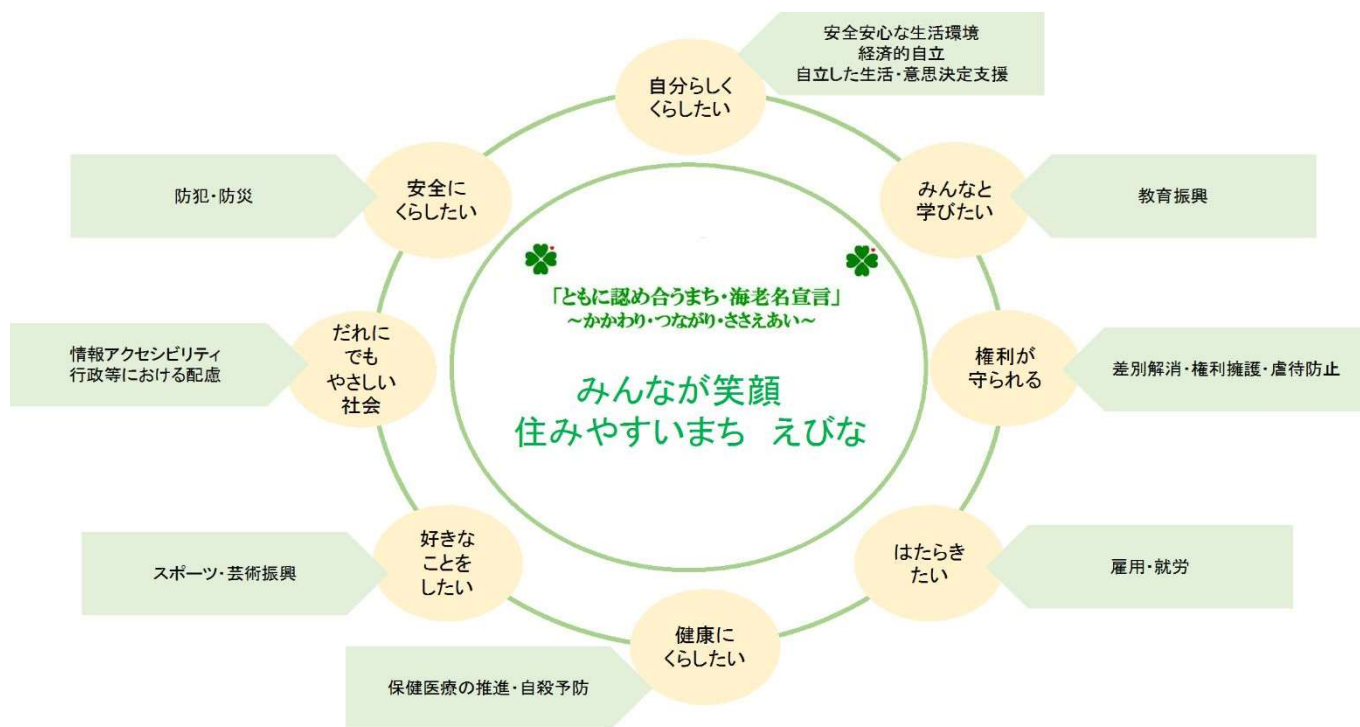 安全安心な生活環境
経済的自立
自立した生活・意思決定支援
自分らしく
くらしたい
安全に
くらしたい
防犯・防災
みんなと
学びたい
教育振興
「ともに認め合うまち・海老名宣言」
～かかわり・つながり・ささえあい～
みんなが笑顔
住みやすいまち　えびな
だれに
でも
やさしい
社会
情報アクセシビリティ
行政等における配慮
権利が
守られる
差別解消・権利擁護・虐待防止
好きな
ことを
したい
スポーツ・芸術振興
はたらき
たい
雇用・就労
健康に
くらしたい
保健医療の推進・自殺予防